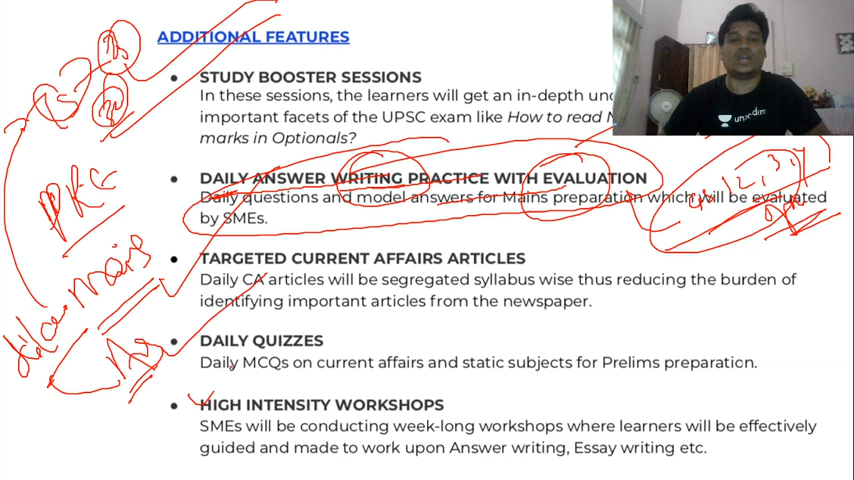 ADDITIONAL FEATURES
● STUDY BOOSTER SESSIONS
In these sessions, the learners will get an in-depth
important facets of the UPSC exam like How to read
marks in Optionals?
● DAILY ANSWER WRITING PRACTICE WITH EVALUATION
Daily questions and model answers for Mains preparation which will be evaluated
by SMEs.
● TARGETED CURRENT AFFAIRS ARTICLES
Daily CA articles will be segregated syllabus wise thus reducing the burden of
identifying important articles from the newspaper.
● DAILY QUIZZES
Daily MCQs on current affairs and static subjects for Prelims preparation.
● HIGH INTENSITY WORKSHOPS
SMEs will be conducting week-long workshops where learners will be effectively
guided and made to work upon Answer writing, Essay writing etc.